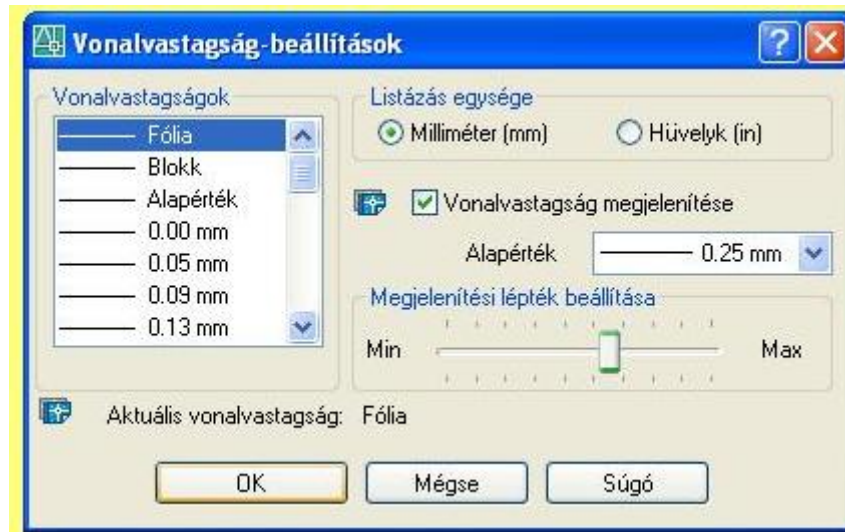 Vonalvastagság-beállítások
Vonalvastagságok
Fólia
Blokk
Alapérték
0.00 mm
0.05 mm
0.09 mm
0.13 mm
Listázás egysége
Milliméter (mm)
Hüvelyk (in)
Vonalvastagság megjelenítése
Alapérték
0.25 mm
Megjelenítési lépték beállítása
Min
Max
Aktuális vonalvastagság: Fólia
OK
Mégse
Súgó